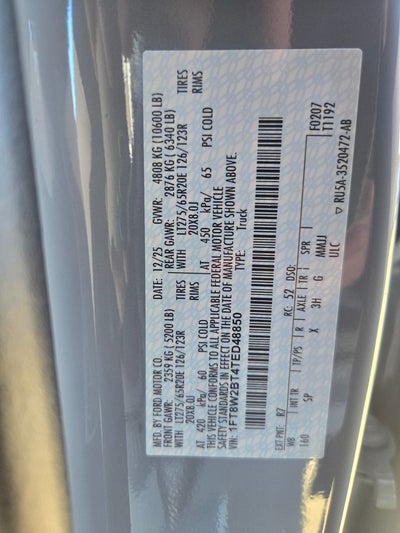 MFD. BY FORD MOTOR CO.
DATE: 12/25 GVWR: 4808 KG (10600 LB)
FRONT GAWR: 2359 KG (5200 LB) REAR GAWR: 2876 KG (6340 LB)
WITH LT275/65R20E 126/123R TIRES WITH LT275/65R20E 126/123R TIRES
20X8.0J RIMS 20X8.0J RIMS
AT 420 kPa/ 60 PSI COLD AT 450 kPa/ 65 PSI COLD
THIS VEHICLE CONFORMS TO ALL APPLICABLE FEDERAL MOTOR VEHICLE
SAFETY STANDARDS IN EFFECT ON THE DATE OF MANUFACTURE SHOWN ABOVE.
VIN: 1FT8W2BT4TED48850 TYPE: Truck
F0207
T1192
EXT PNT: RZ RC: 52 DSO:
WB INT TR TP/PS R AXLE TR SPR
160 SP X 3H G MMUJ
ULC
▽ RU5A-3520472-AB